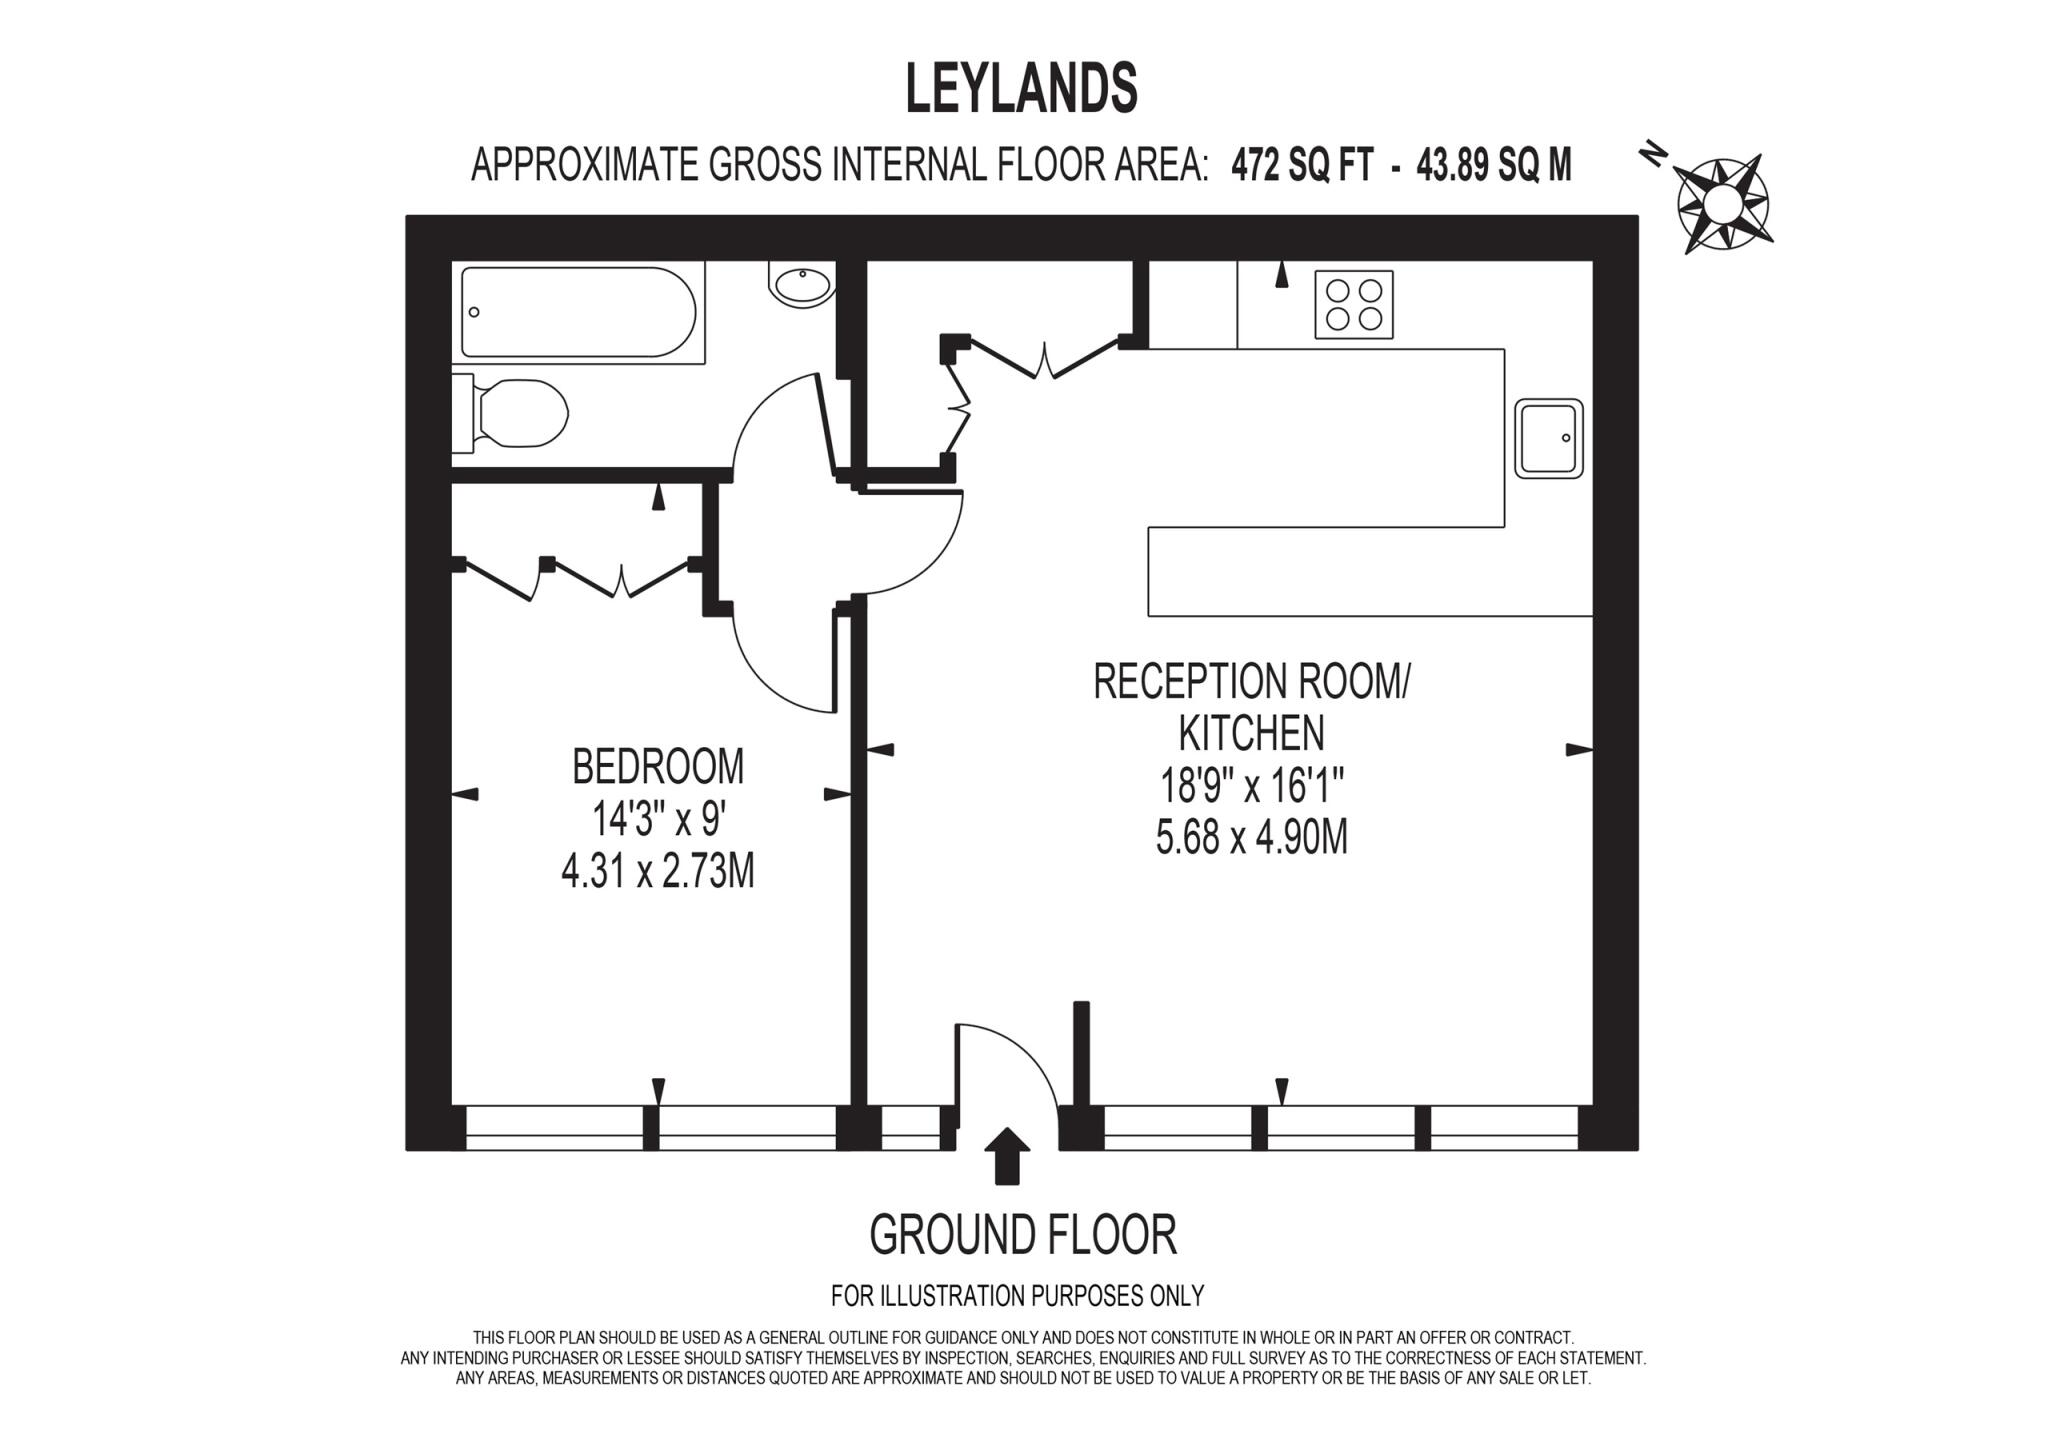 LEYLANDS
APPROXIMATE GROSS INTERNAL FLOOR AREA: 472 SQ FT - 43.89 SQ M
N
RECEPTION ROOM/
KITCHEN
18'9" x 16'1"
5.68 x 4.90M
BEDROOM
14'3" x 9'
4.31 x 2.73M
GROUND FLOOR
FOR ILLUSTRATION PURPOSES ONLY
THIS FLOOR PLAN SHOULD BE USED AS A GENERAL OUTLINE FOR GUIDANCE ONLY AND DOES NOT CONSTITUTE IN WHOLE OR IN PART AN OFFER OR CONTRACT.
ANY INTENDING PURCHASER OR LESSEE SHOULD SATISFY THEMSELVES BY INSPECTION, SEARCHES, ENQUIRIES AND FULL SURVEY AS TO THE CORRECTNESS OF EACH STATEMENT.
ANY AREAS, MEASUREMENTS OR DISTANCES QUOTED ARE APPROXIMATE AND SHOULD NOT BE USED TO VALUE A PROPERTY OR BE THE BASIS OF ANY SALE OR LET.